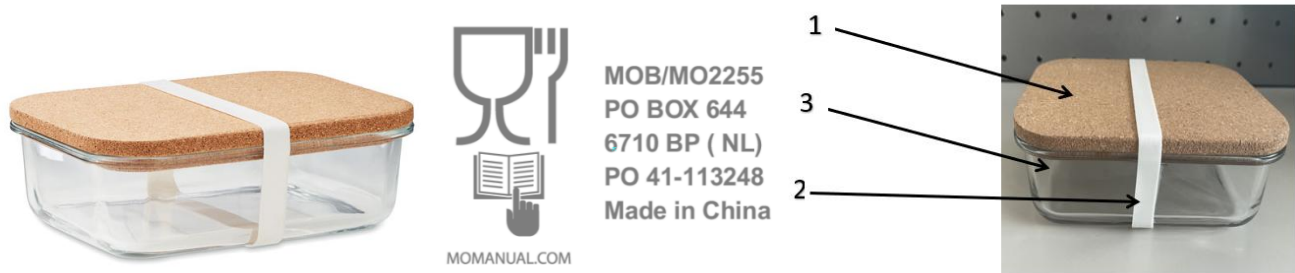 MOMANUAL.COM
MOB/MO2255
PO BOX 644
6710 BP ( NL)
PO 41-113248
Made in China
1
3
2